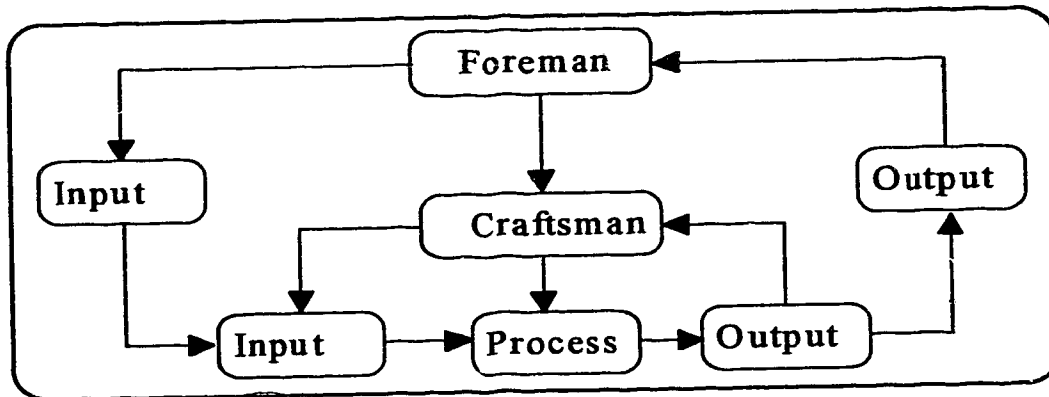 Foreman
Input
Output
Craftsman
Input
Process
Output